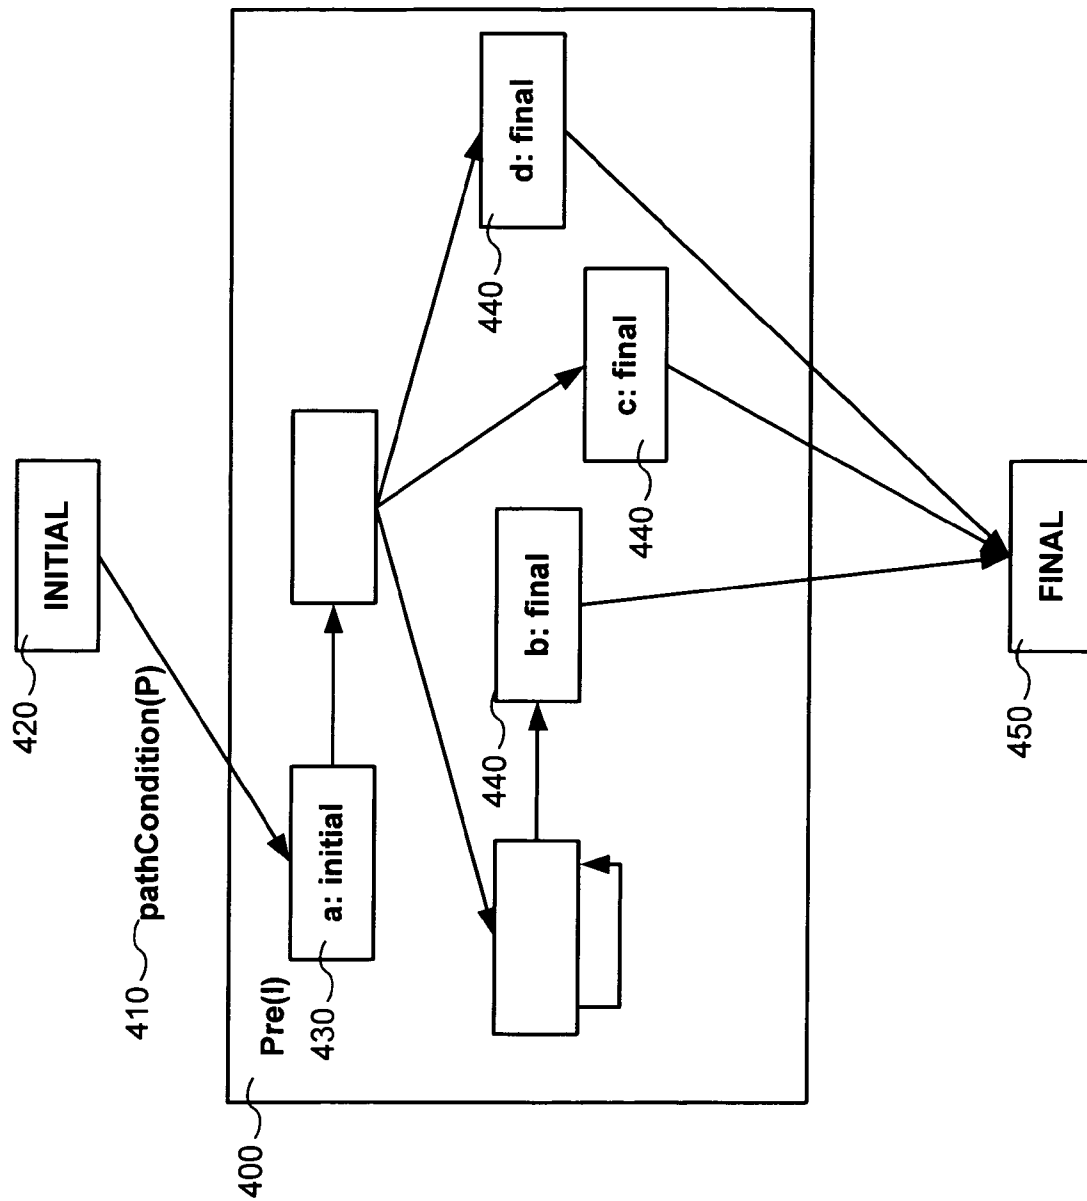 420
INITIAL
410
pathCondition(P)
400
Pre(I)
430
a: initial
440
b: final
440
c: final
440
d: final
450
FINAL